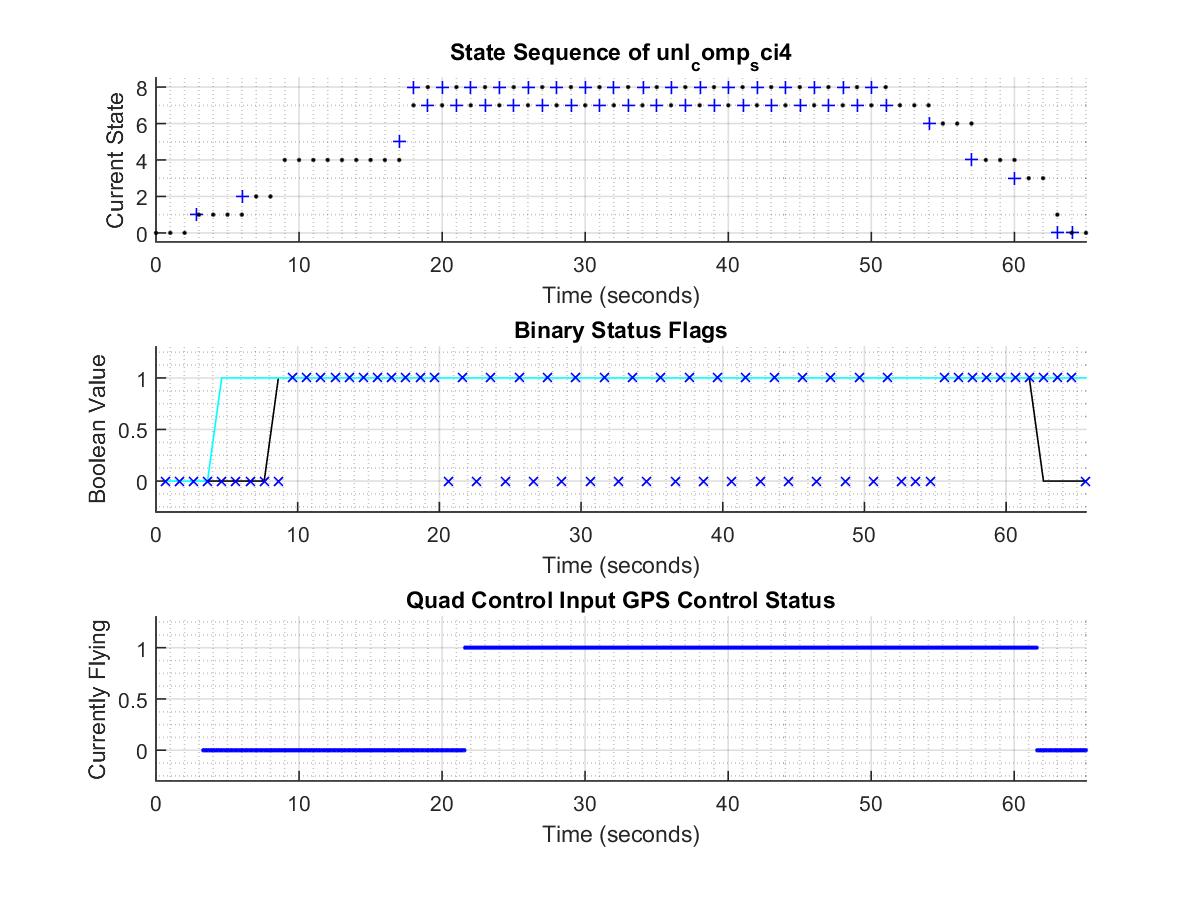 State Sequence of unl_comp_sci4
8
6
4
2
0
Current State
0 10 20 30 40 50 60
Time (seconds)
Binary Status Flags
1
0.5
0
Boolean Value
0 10 20 30 40 50 60
Time (seconds)
Quad Control Input GPS Control Status
1
0.5
0
Currently Flying
0 10 20 30 40 50 60
Time (seconds)